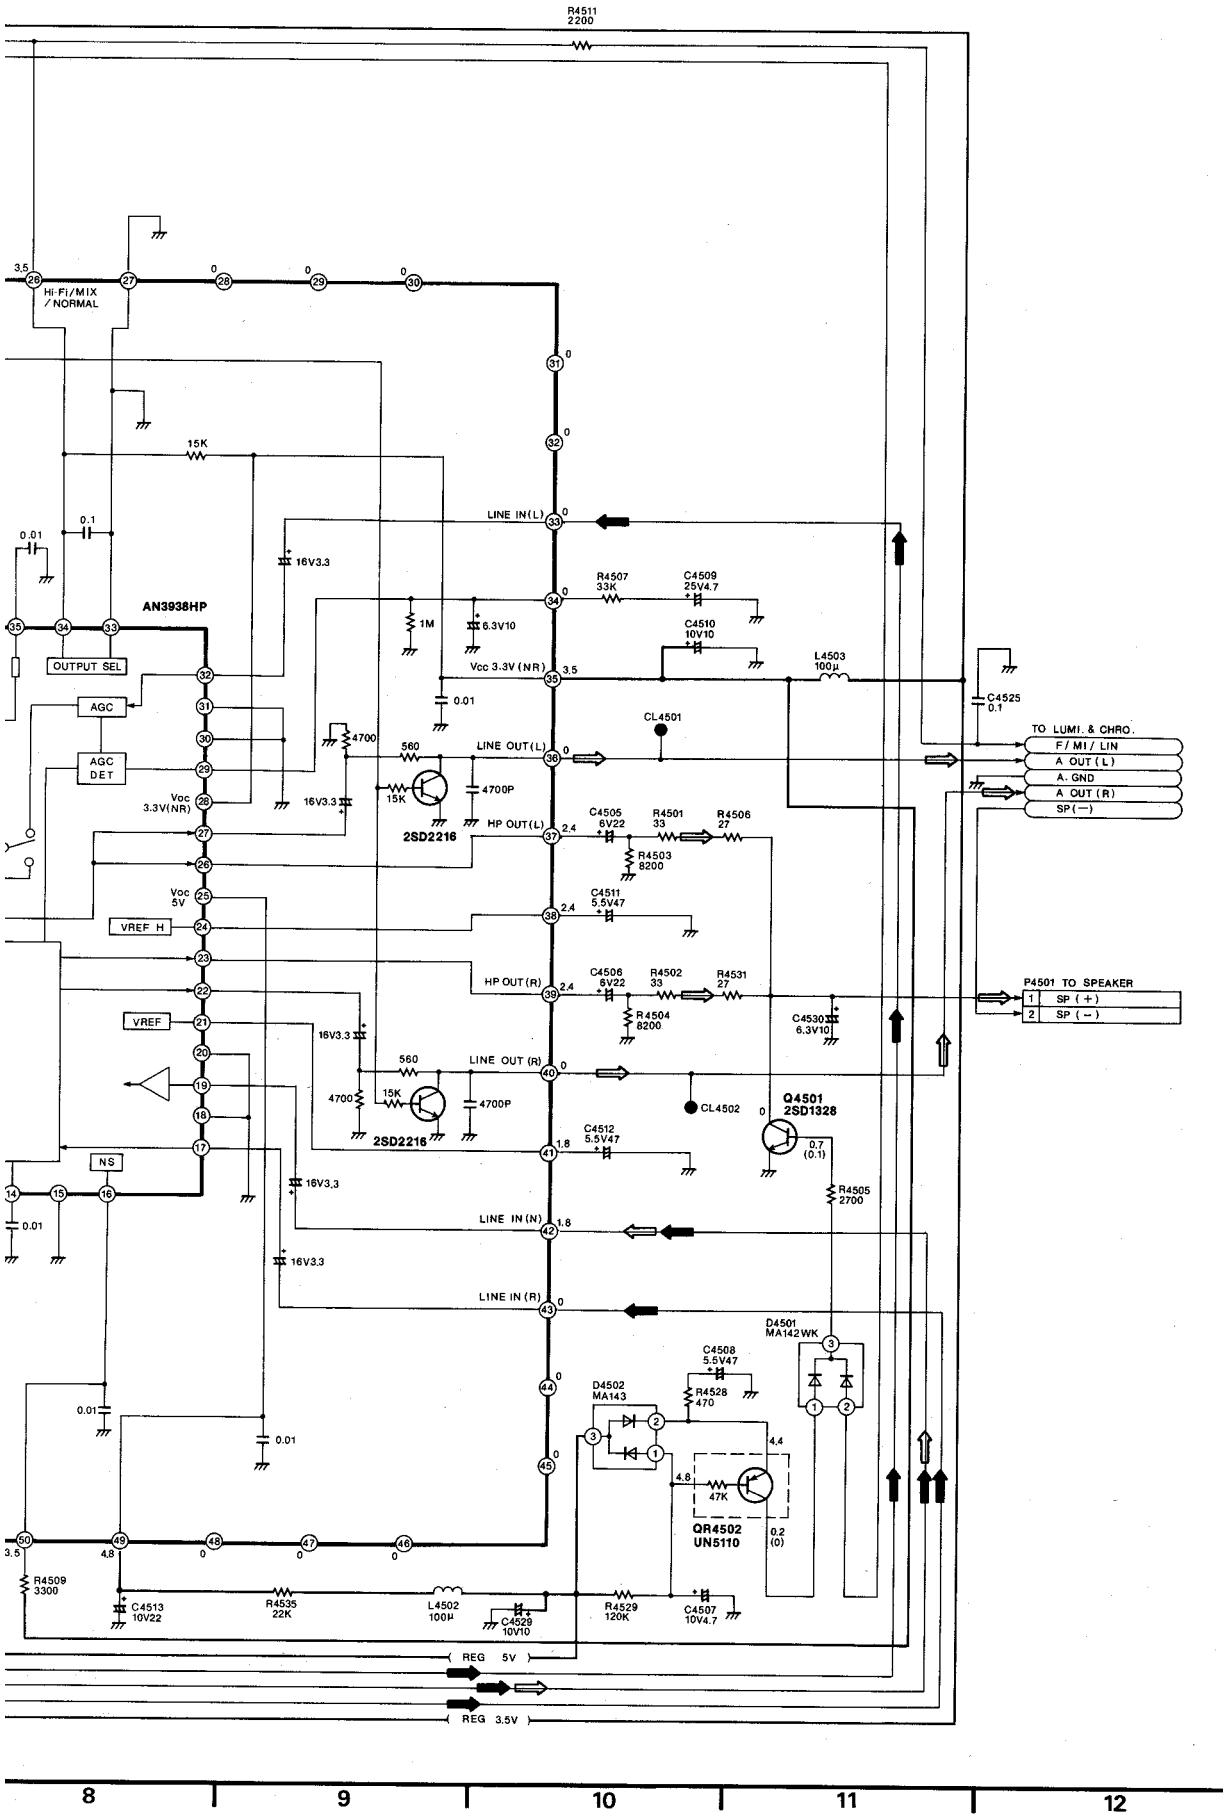 R4511
2200
3.5
26
Hi-Fi/MIX
/ NORMAL
27
0
28
0
29
0
30
31
0
32
0
15K
0.01
0.1
16V3.3
LINE IN(L)
33
0
AN3938HP
35
34
33
OUTPUT SEL
32
AGC
31
30
AGC
DET
29
Vcc
3.3V(NR)
28
27
26
Vcc
5V
25
VREF H
24
23
22
VREF
21
20
19
18
17
NS
14
15
16
0.01
1M
6.3V10
34
0
R4507
33K
C4509
25V4.7
C4510
10V10
Vcc 3.3V (NR)
35
3.5
L4503
100μ
0.01
C4525
0.1
CL4501
4700
560
LINE OUT(L)
36
0
16V3.3
15K
2SD2216
4700P
TO LUMI. & CHRO.
F/ MI / LIN
A OUT (L)
A. GND
A OUT (R)
SP(−)
HP OUT(L)
37
2.4
C4505
6V22
R4501
33
R4506
27
R4503
8200
38
2.4
C4511
5.5V47
HP OUT(R)
39
2.4
C4506
6V22
R4502
33
R4531
27
R4504
8200
C4530
6.3V10
P4501 TO SPEAKER
1 SP (+)
2 SP (−)
16V3.3
560
LINE OUT (R)
40
0
4700
15K
2SD2216
4700P
CL4502
Q4501
2SD1328
0
0.7
(0.1)
41
1.8
C4512
5.5V47
R4505
2700
16V3.3
LINE IN (N)
42
1.8
16V3.3
LINE IN (R)
43
0
D4501
MA142WK
3
1
2
44
0
D4502
MA143
3
2
1
C4508
5.5V47
R4528
470
0.01
0.01
45
0
4.4
4.8
47K
QR4502
UN5110
0.2
(0)
50
3.5
49
4.8
48
0
47
0
46
0
R4509
3300
C4513
10V22
R4535
22K
L4502
100μ
C4529
10V10
R4529
120K
C4507
10V4.7
( REG 5V )
( REG 3.5V )
8
9
10
11
12